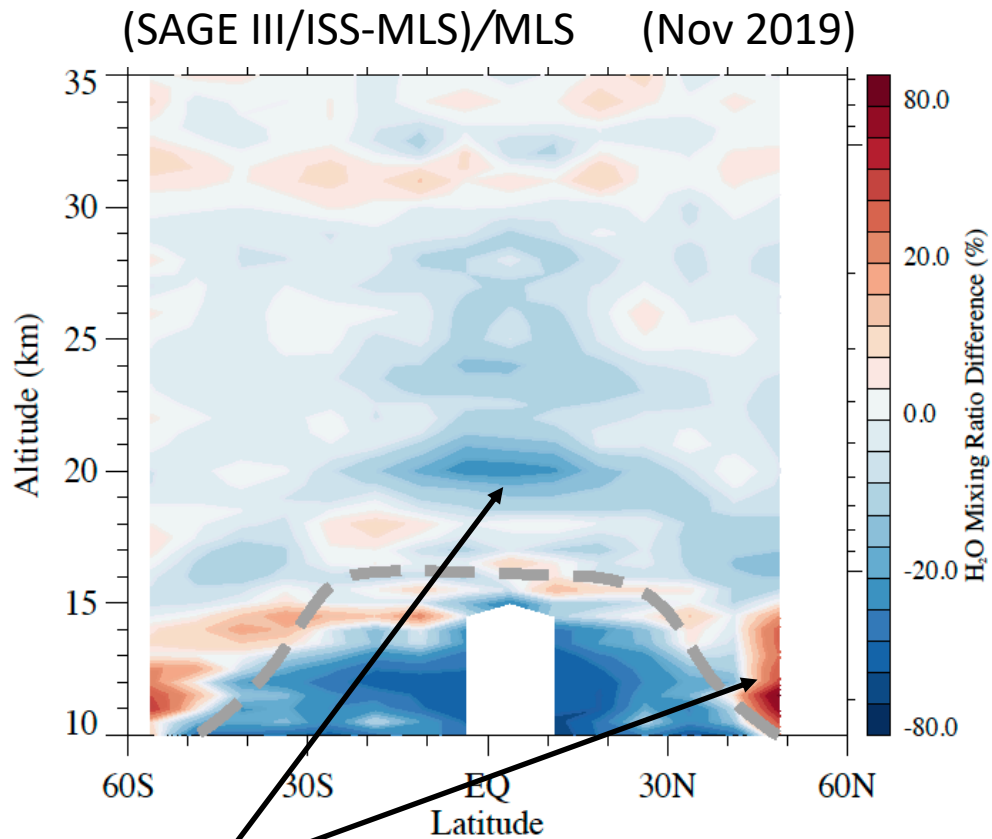 (SAGE III/ISS-MLS)/MLS (Nov 2019)
35
30
25
20
15
10
Altitude (km)
60S
30S
EQ
30N
60N
Latitude
80.0
20.0
0.0
-20.0
-80.0
H₂O Mixing Ratio Difference (%)